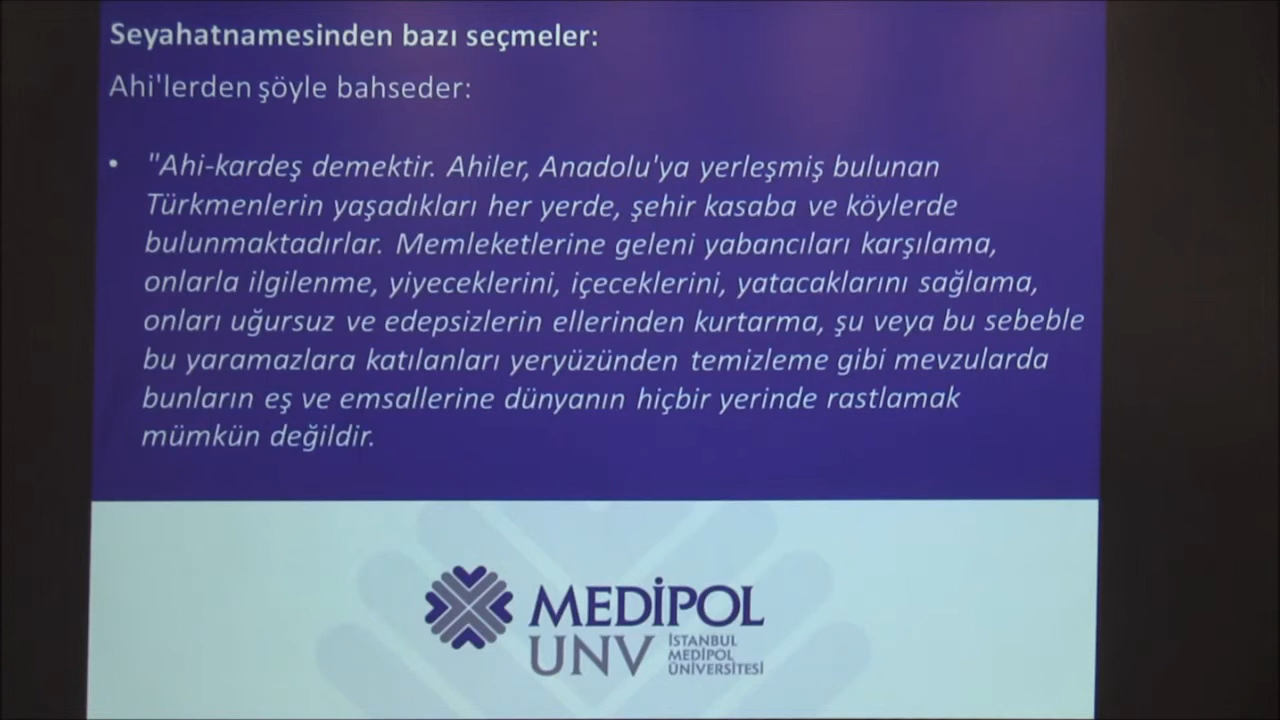 Seyahatnamesinden bazı seçmeler:
Ahi'lerden şöyle bahseder:
• "Ahi-kardeş demektir. Ahiler, Anadolu'ya yerleşmiş bulunan
Türkmenlerin yaşadıkları her yerde, şehir kasaba ve köylerde
bulunmaktadırlar. Memleketlerine geleni yabancıları karşılama,
onlarla ilgilenme, yiyeceklerini, içeceklerini, yatacaklarını sağlama,
onları uğursuz ve edepsizlerin ellerinden kurtarma, şu veya bu sebeble
bu yaramazlara katılanları yeryüzünden temizleme gibi mevzularda
bunların eş ve emsallerine dünyanın hiçbir yerinde rastlamak
mümkün değildir.
MEDİPOL
UNV
İSTANBUL
MEDİPOL
ÜNİVERSİTESİ